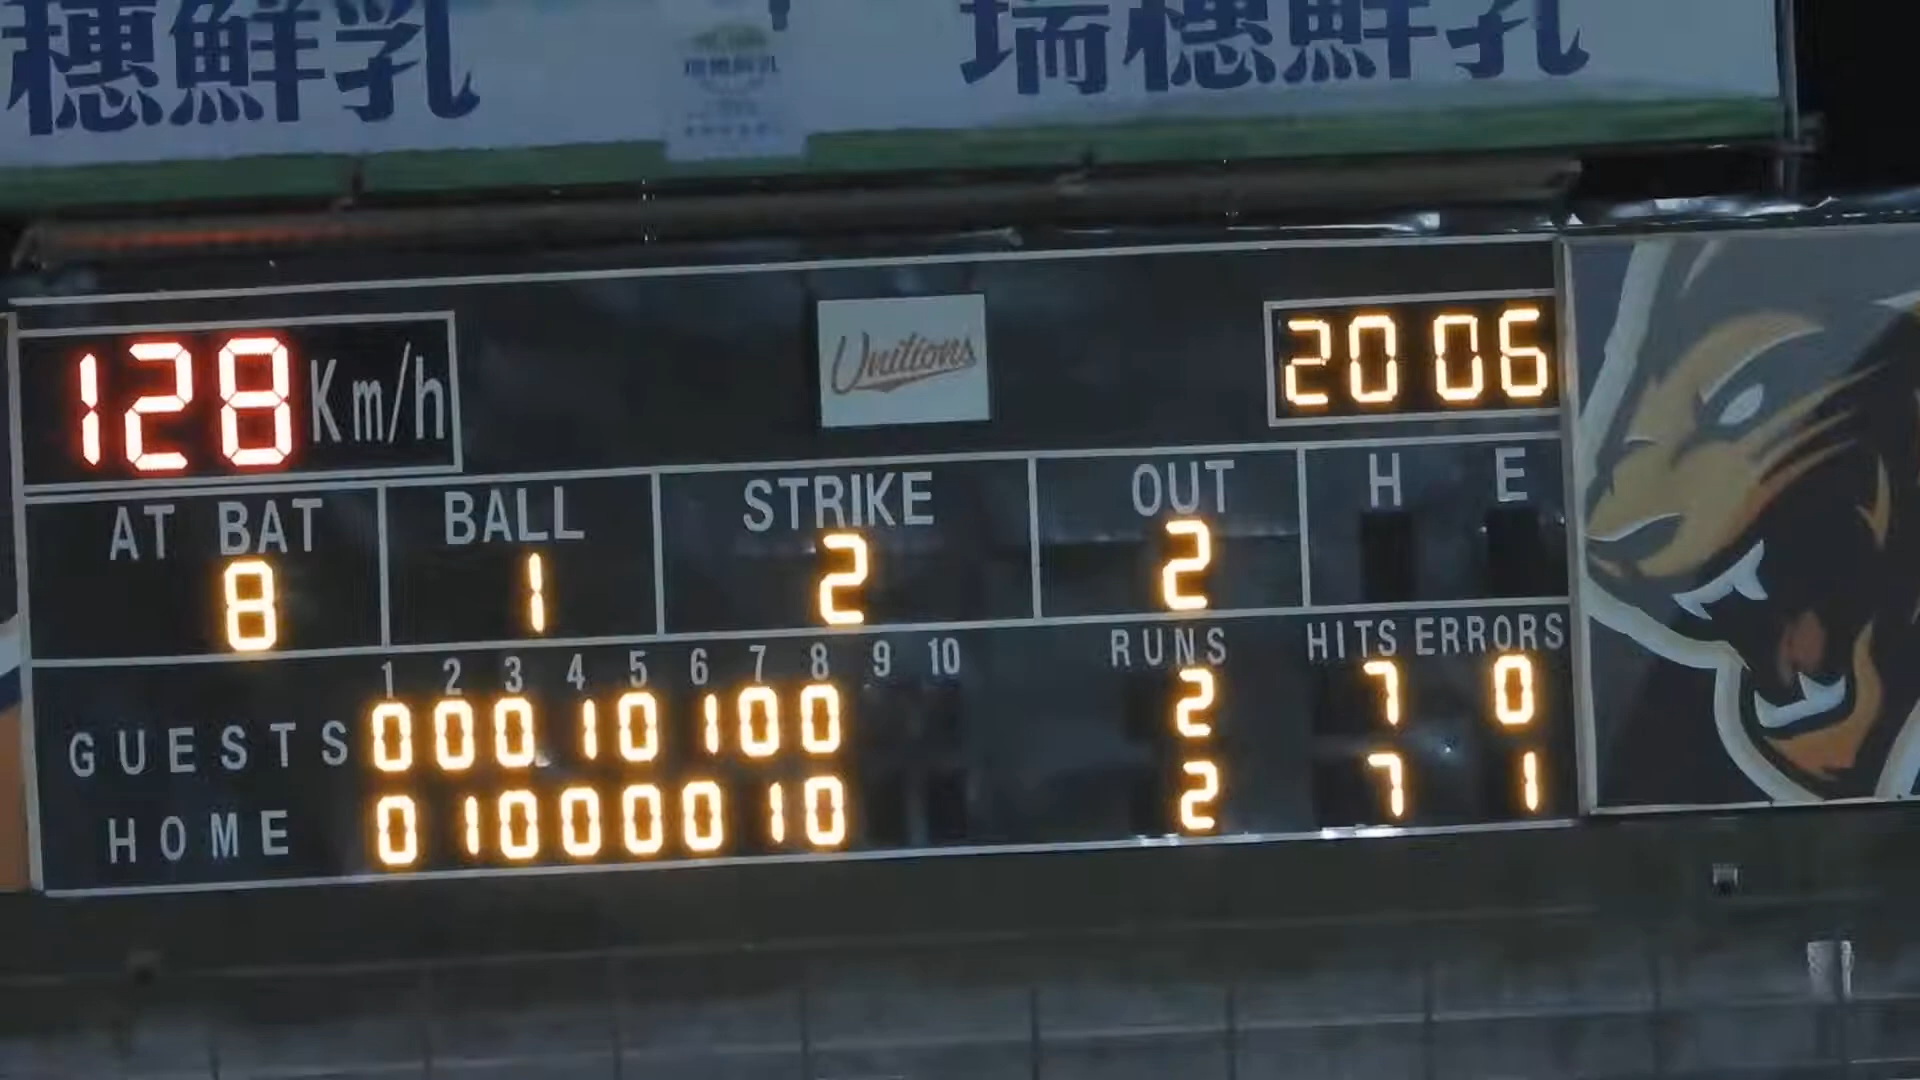 穗鮮乳
瑞穗鮮乳
瑞穗鮮乳
Unilions
128 Km/h
20 06
AT BAT BALL STRIKE OUT H E
8 1 2 2
1 2 3 4 5 6 7 8 9 10 RUNS HITS ERRORS
GUESTS 0 0 0 1 0 1 0 0 2 7 0
HOME 0 1 0 0 0 0 1 0 2 7 1